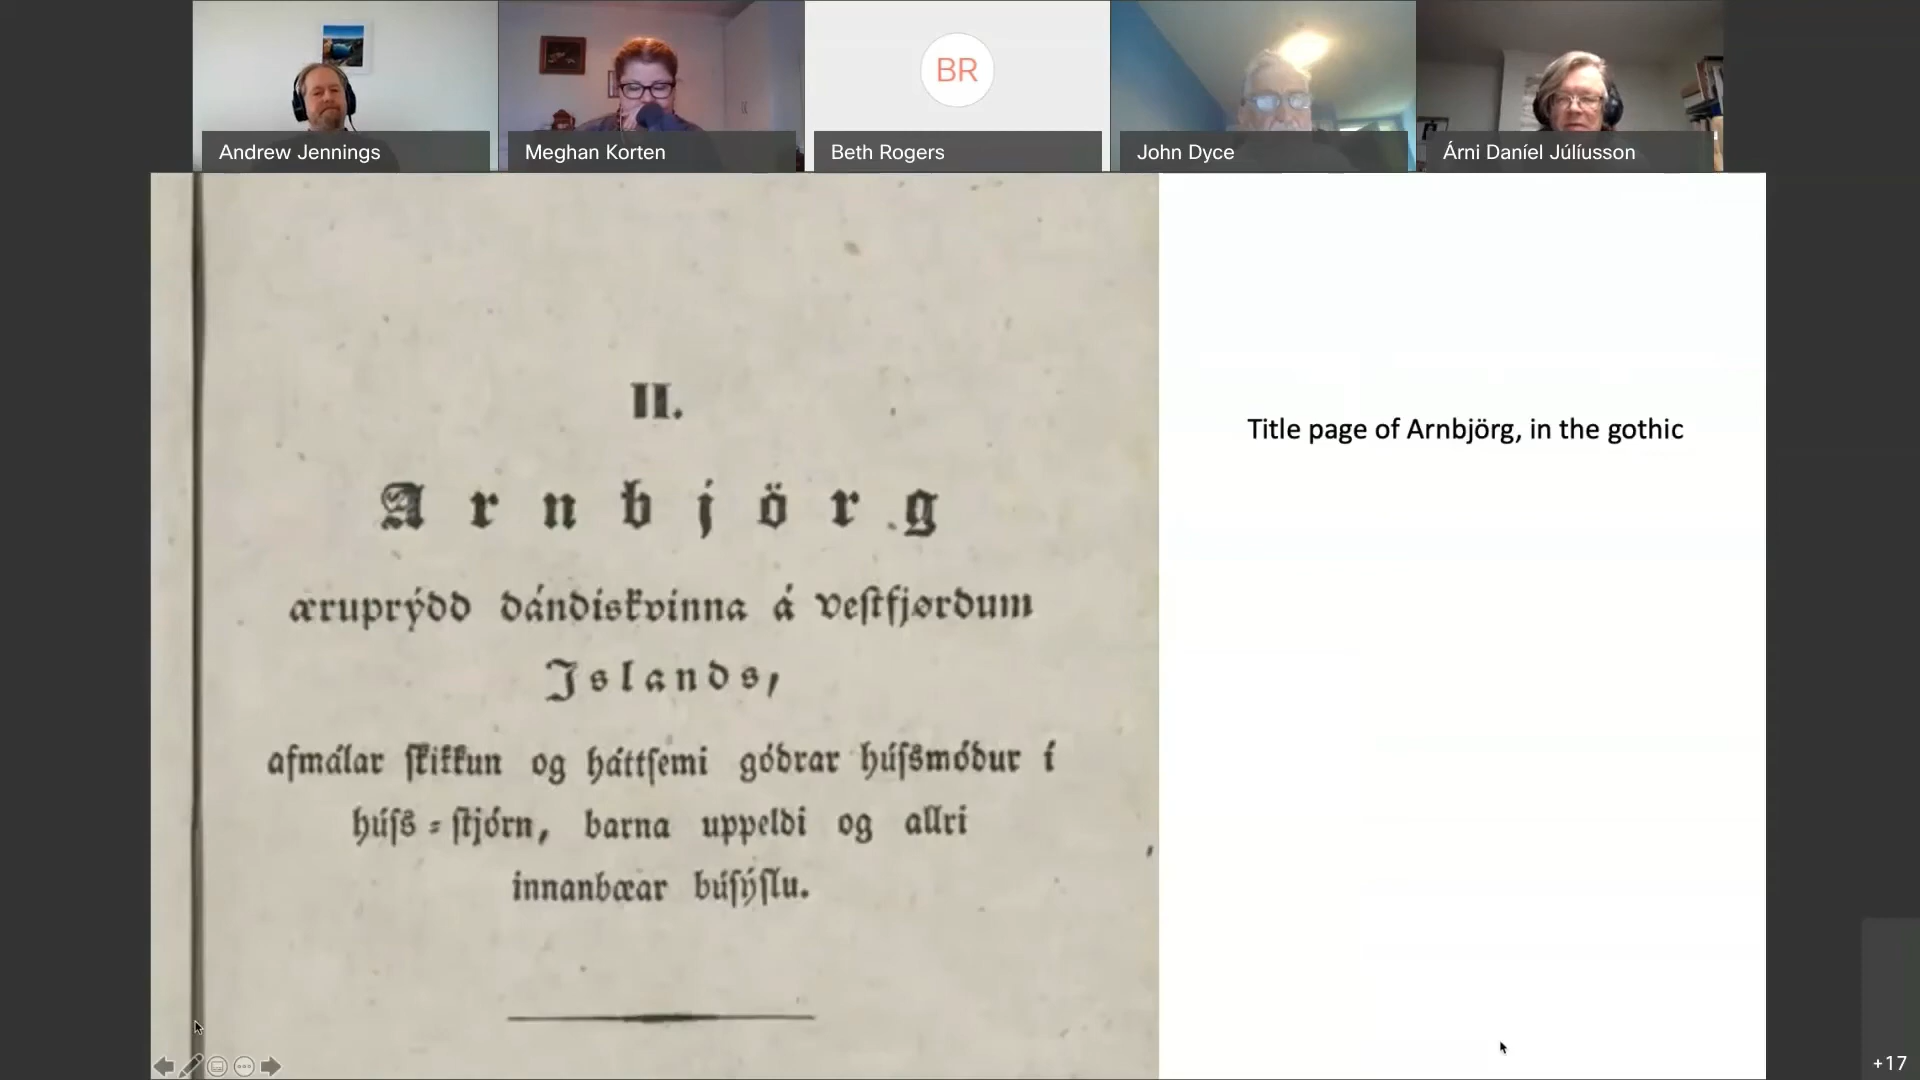 Andrew Jennings
Meghan Korten
BR
Beth Rogers
John Dyce
Árni Daníel Júlíusson
II.
Arnbjörg
æruprýdd dándiskvinna á veſtfjørdum
Islands,
afmálar ſkikkun og háttſemi gódrar húſsmódur í
húſs-ſtjórn, barna uppeldi og allri
innanbæar búſýſlu.
Title page of Arnbjörg, in the gothic
+17